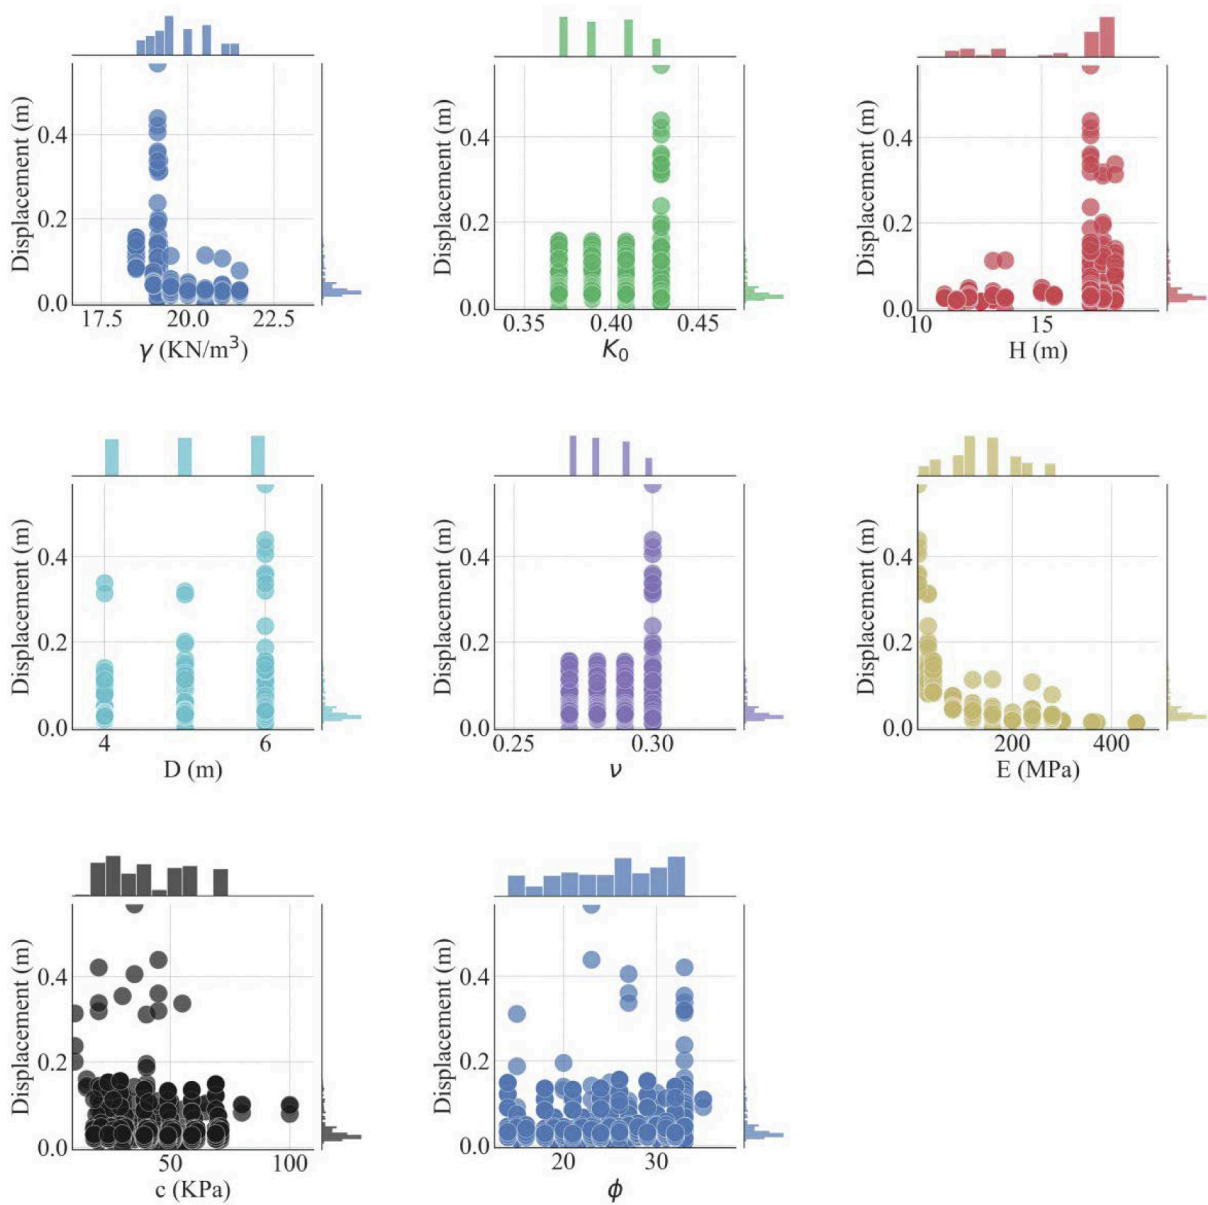 Displacement (m)
0.4
0.2
0.0
17.5 20.0 22.5
γ (KN/m³)
Displacement (m)
0.4
0.2
0.0
0.35 0.40 0.45
K₀
Displacement (m)
0.4
0.2
0.0
10 15
H (m)
Displacement (m)
0.4
0.2
0.0
4 6
D (m)
Displacement (m)
0.4
0.2
0.0
0.25 0.30
ν
Displacement (m)
0.4
0.2
0.0
200 400
E (MPa)
Displacement (m)
0.4
0.2
0.0
50 100
c (KPa)
Displacement (m)
0.4
0.2
0.0
20 30
ϕ